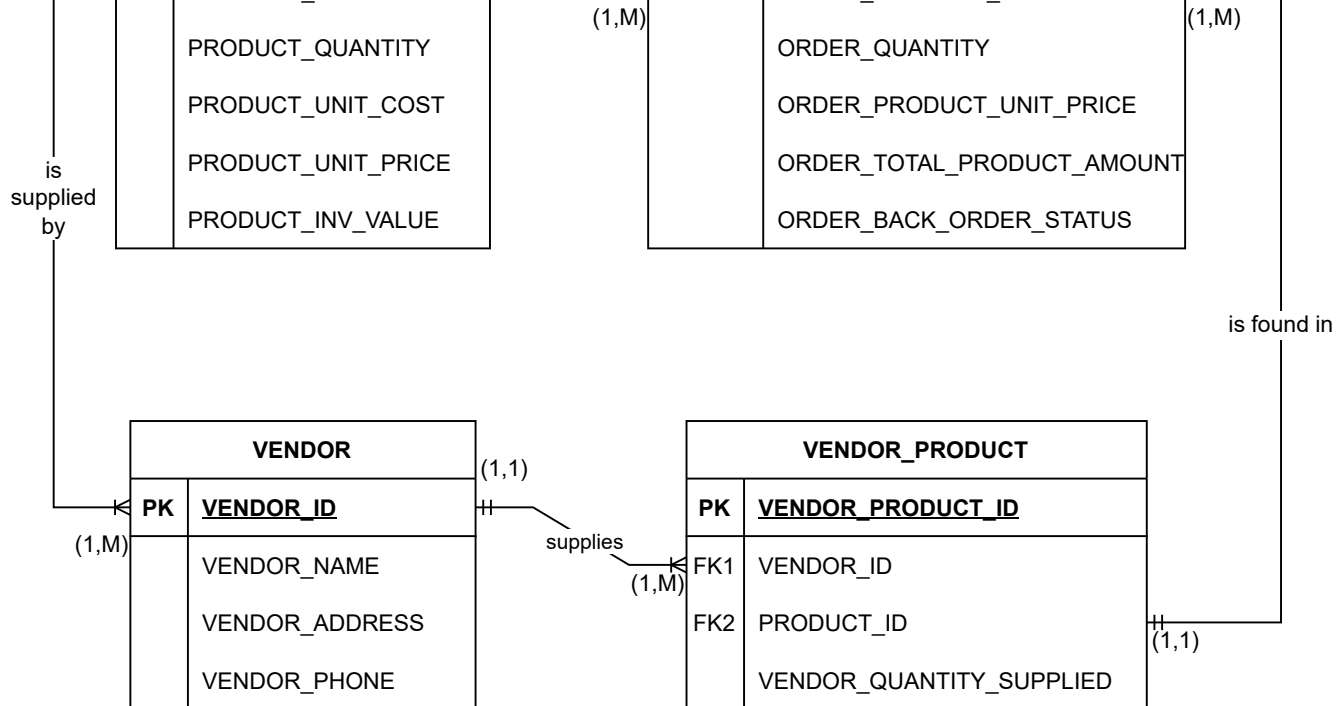 (1,M)
(1,M)
PRODUCT_QUANTITY
ORDER_QUANTITY
PRODUCT_UNIT_COST
ORDER_PRODUCT_UNIT_PRICE
PRODUCT_UNIT_PRICE
ORDER_TOTAL_PRODUCT_AMOUNT
is
supplied
by
PRODUCT_INV_VALUE
ORDER_BACK_ORDER_STATUS
is found in
VENDOR
(1,1)
VENDOR_PRODUCT
PK
VENDOR_ID
PK
VENDOR_PRODUCT_ID
(1,M)
supplies
VENDOR_NAME
(1,M)
FK1
VENDOR_ID
VENDOR_ADDRESS
FK2
PRODUCT_ID
(1,1)
VENDOR_PHONE
VENDOR_QUANTITY_SUPPLIED